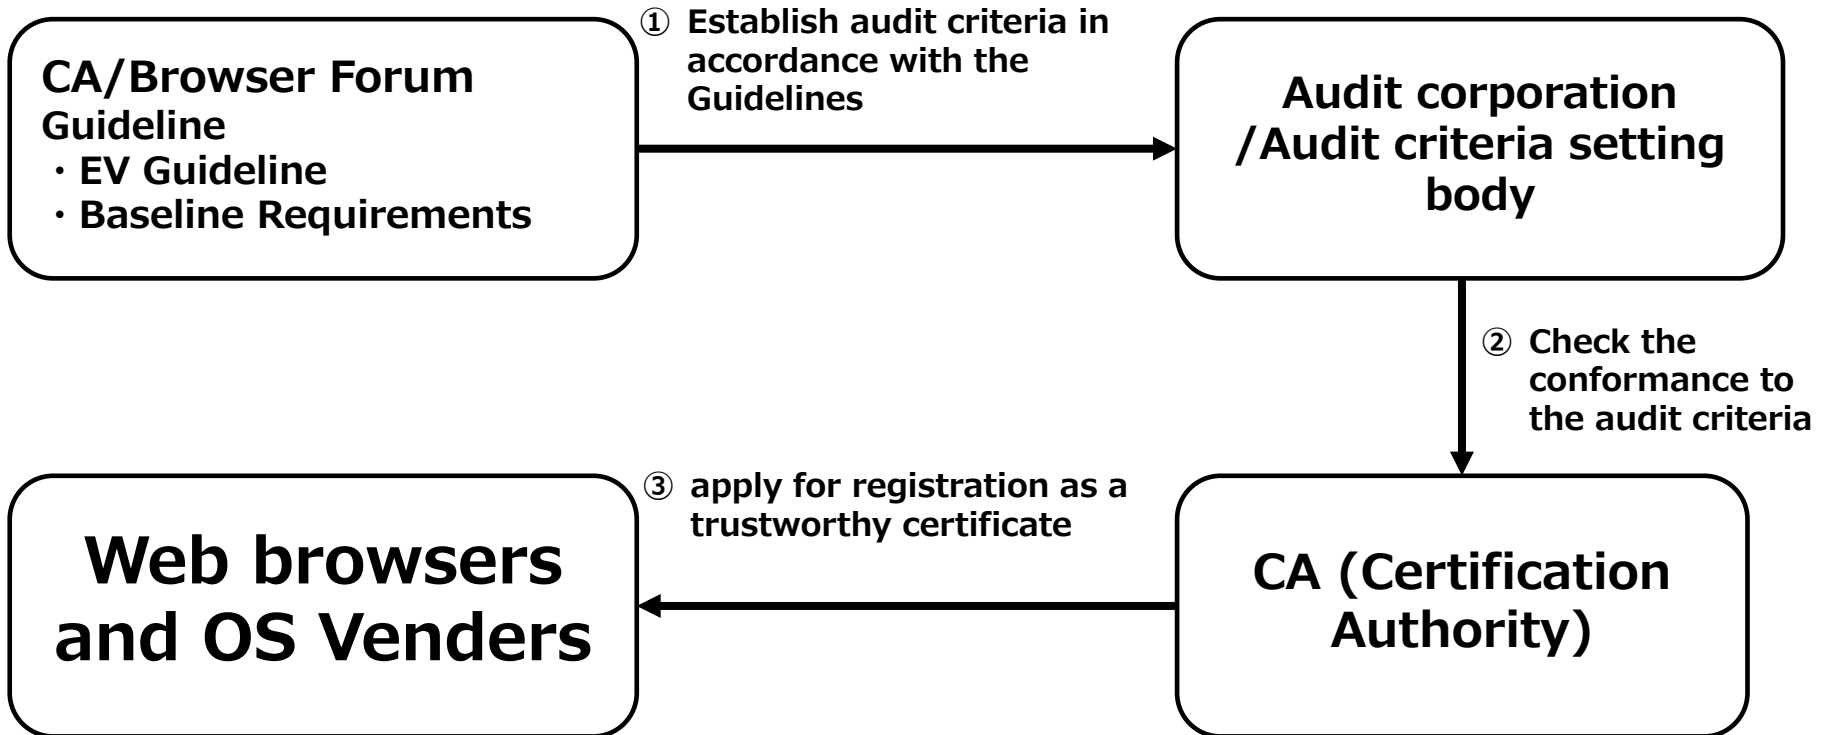 CA/Browser Forum
Guideline
・EV Guideline
・Baseline Requirements
① Establish audit criteria in
accordance with the
Guidelines
Audit corporation
/Audit criteria setting
body
② Check the
conformance to
the audit criteria
CA (Certification
Authority)
③ apply for registration as a
trustworthy certificate
Web browsers
and OS Venders